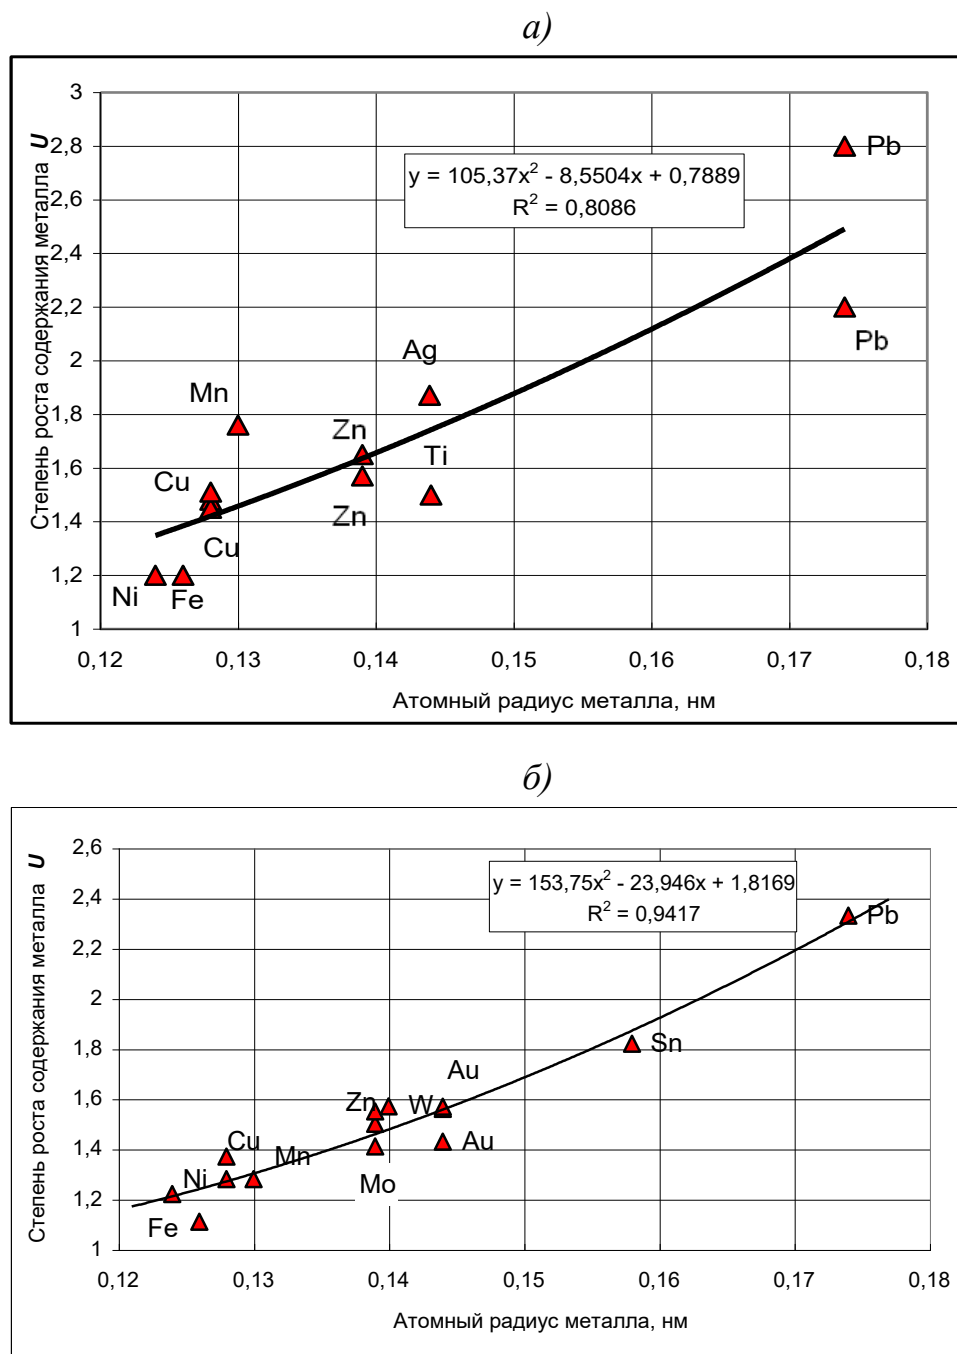 а)
Степень роста содержания металла U
3
2,8
2,6
2,4
2,2
2
1,8
1,6
1,4
1,2
1
y = 105,37x² - 8,5504x + 0,7889
R² = 0,8086
Pb
Pb
Ag
Mn
Zn
Ti
Cu
Zn
Cu
Ni
Fe
0,12 0,13 0,14 0,15 0,16 0,17 0,18
Атомный радиус металла, нм
б)
Степень роста содержания металла U
2,6
2,4
2,2
2
1,8
1,6
1,4
1,2
1
y = 153,75x² - 23,946x + 1,8169
R² = 0,9417
Pb
Sn
Au
Zn
W
Cu
Au
Mn
Ni
Mo
Fe
0,12 0,13 0,14 0,15 0,16 0,17 0,18
Атомный радиус металла, нм